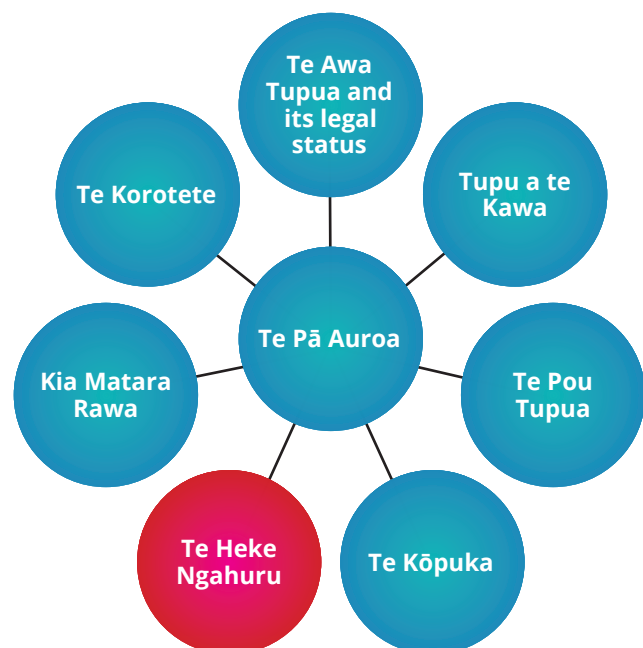 Te Awa
Tupua and
its legal
status
Te Korotete
Tupu a te
Kawa
Te Pā Auroa
Kia Matara
Rawa
Te Pou
Tupua
Te Heke
Ngahuru
Te Kōpuka